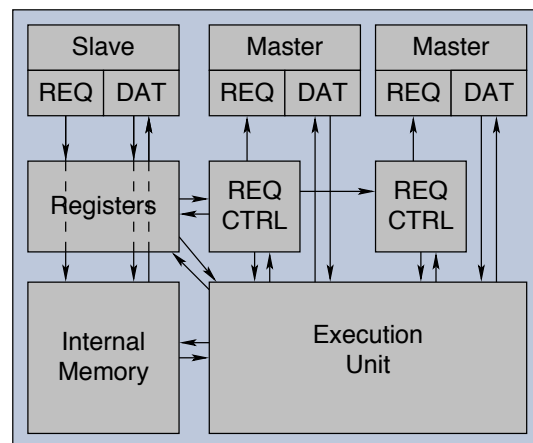 Slave Master Master
REQ DAT REQ DAT REQ DAT
Registers
REQ
CTRL
REQ
CTRL
Internal
Memory
Execution
Unit